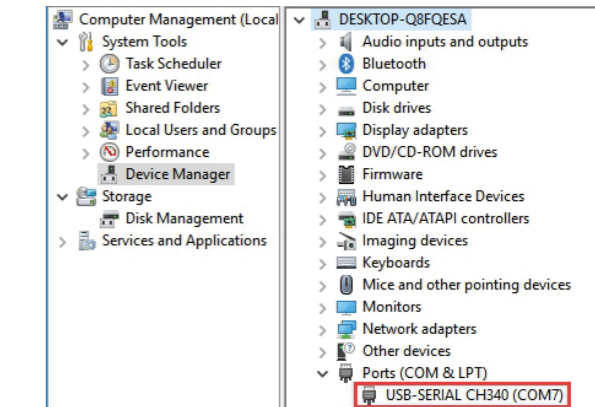 Computer Management (Local
System Tools
Task Scheduler
Event Viewer
Shared Folders
Local Users and Groups
Performance
Device Manager
Storage
Disk Management
Services and Applications
DESKTOP-Q8FQESA
Audio inputs and outputs
Bluetooth
Computer
Disk drives
Display adapters
DVD/CD-ROM drives
Firmware
Human Interface Devices
IDE ATA/ATAPI controllers
Imaging devices
Keyboards
Mice and other pointing devices
Monitors
Network adapters
Other devices
Ports (COM & LPT)
USB-SERIAL CH340 (COM7)